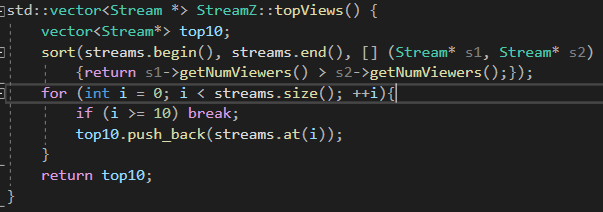 std::vector<Stream *> StreamZ::topViews() {
    vector<Stream*> top10;
    sort(streams.begin(), streams.end(), [] (Stream* s1, Stream* s2)
        {return s1->getNumViewers() > s2->getNumViewers();});
    for (int i = 0; i < streams.size(); ++i){
        if (i >= 10) break;
        top10.push_back(streams.at(i));
    }
    return top10;
}